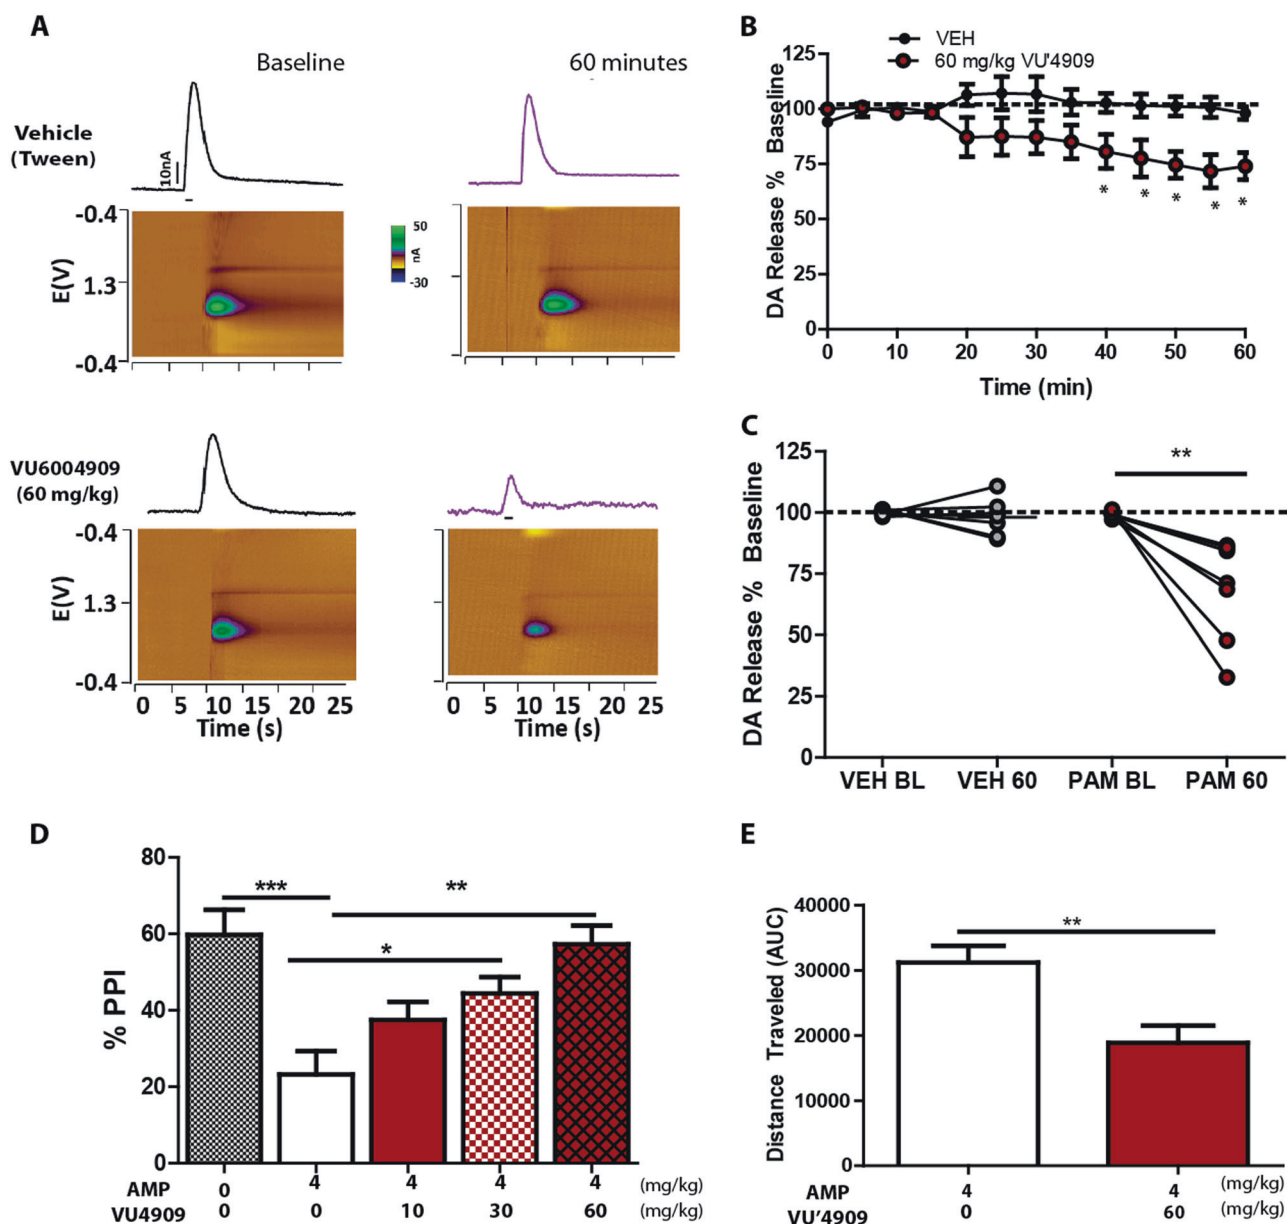 A
Baseline
60 minutes
Vehicle
(Tween)
10nA
-0.4
E(V)
1.3
-0.4
50
nA
-30
VU6004909
(60 mg/kg)
-0.4
E(V)
1.3
-0.4
0 5 10 15 20 25
Time (s)
0 5 10 15 20 25
Time (s)
B
VEH
60 mg/kg VU'4909
DA Release % Baseline
125
100
75
50
25
0
* * * * *
0 10 20 30 40 50 60
Time (min)
C
DA Release % Baseline
125
100
75
50
25
0
**
VEH BL VEH 60 PAM BL PAM 60
D
% PPI
80
60
40
20
0
*** **
*
AMP 0 4 4 4 4 (mg/kg)
VU4909 0 0 10 30 60 (mg/kg)
E
Distance Traveled (AUC)
40000
30000
20000
10000
0
**
AMP 4 4 (mg/kg)
VU'4909 0 60 (mg/kg)